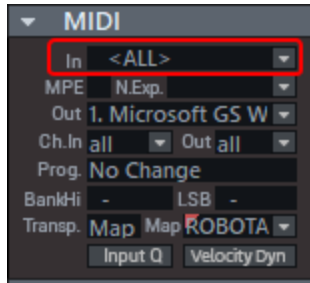 MIDI
In <ALL>
MPE N.Exp.
Out 1. Microsoft GS W
Ch.In all Out all
Prog. No Change
BankHi - LSB -
Transp. Map Map ROBOTA
Input Q Velocity Dyn